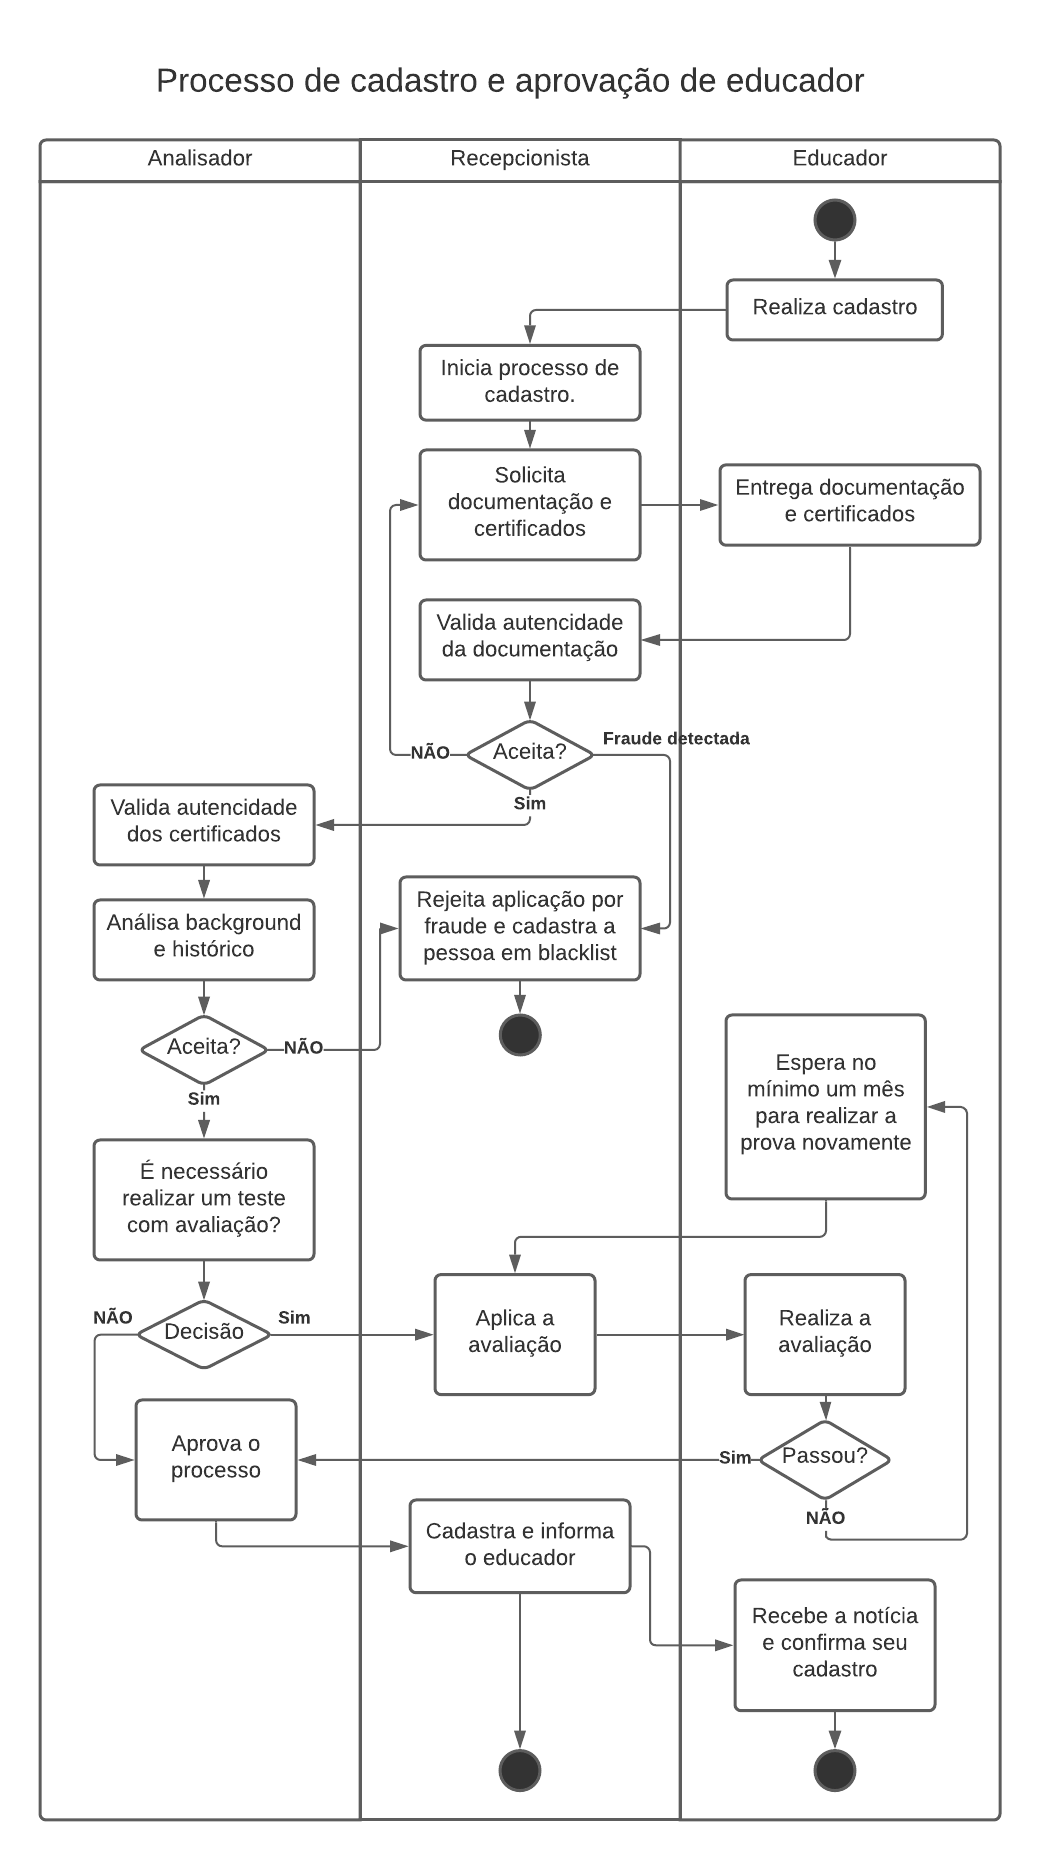 Processo de cadastro e aprovação de educador
Analisador
Recepcionista
Educador
Realiza cadastro
Inicia processo de
cadastro.
Solicita
documentação e
certificados
Entrega documentação
e certificados
Valida autencidade
da documentação
Aceita?
NÃO
Fraude detectada
Sim
Valida autencidade
dos certificados
Análisa background
e histórico
Rejeita aplicação por
fraude e cadastra a
pessoa em blacklist
Aceita?
NÃO
Sim
Espera no
mínimo um mês
para realizar a
prova novamente
É necessário
realizar um teste
com avaliação?
NÃO
Decisão
Sim
Aplica a
avaliação
Realiza a
avaliação
Aprova o
processo
Sim
Passou?
NÃO
Cadastra e informa
o educador
Recebe a notícia
e confirma seu
cadastro